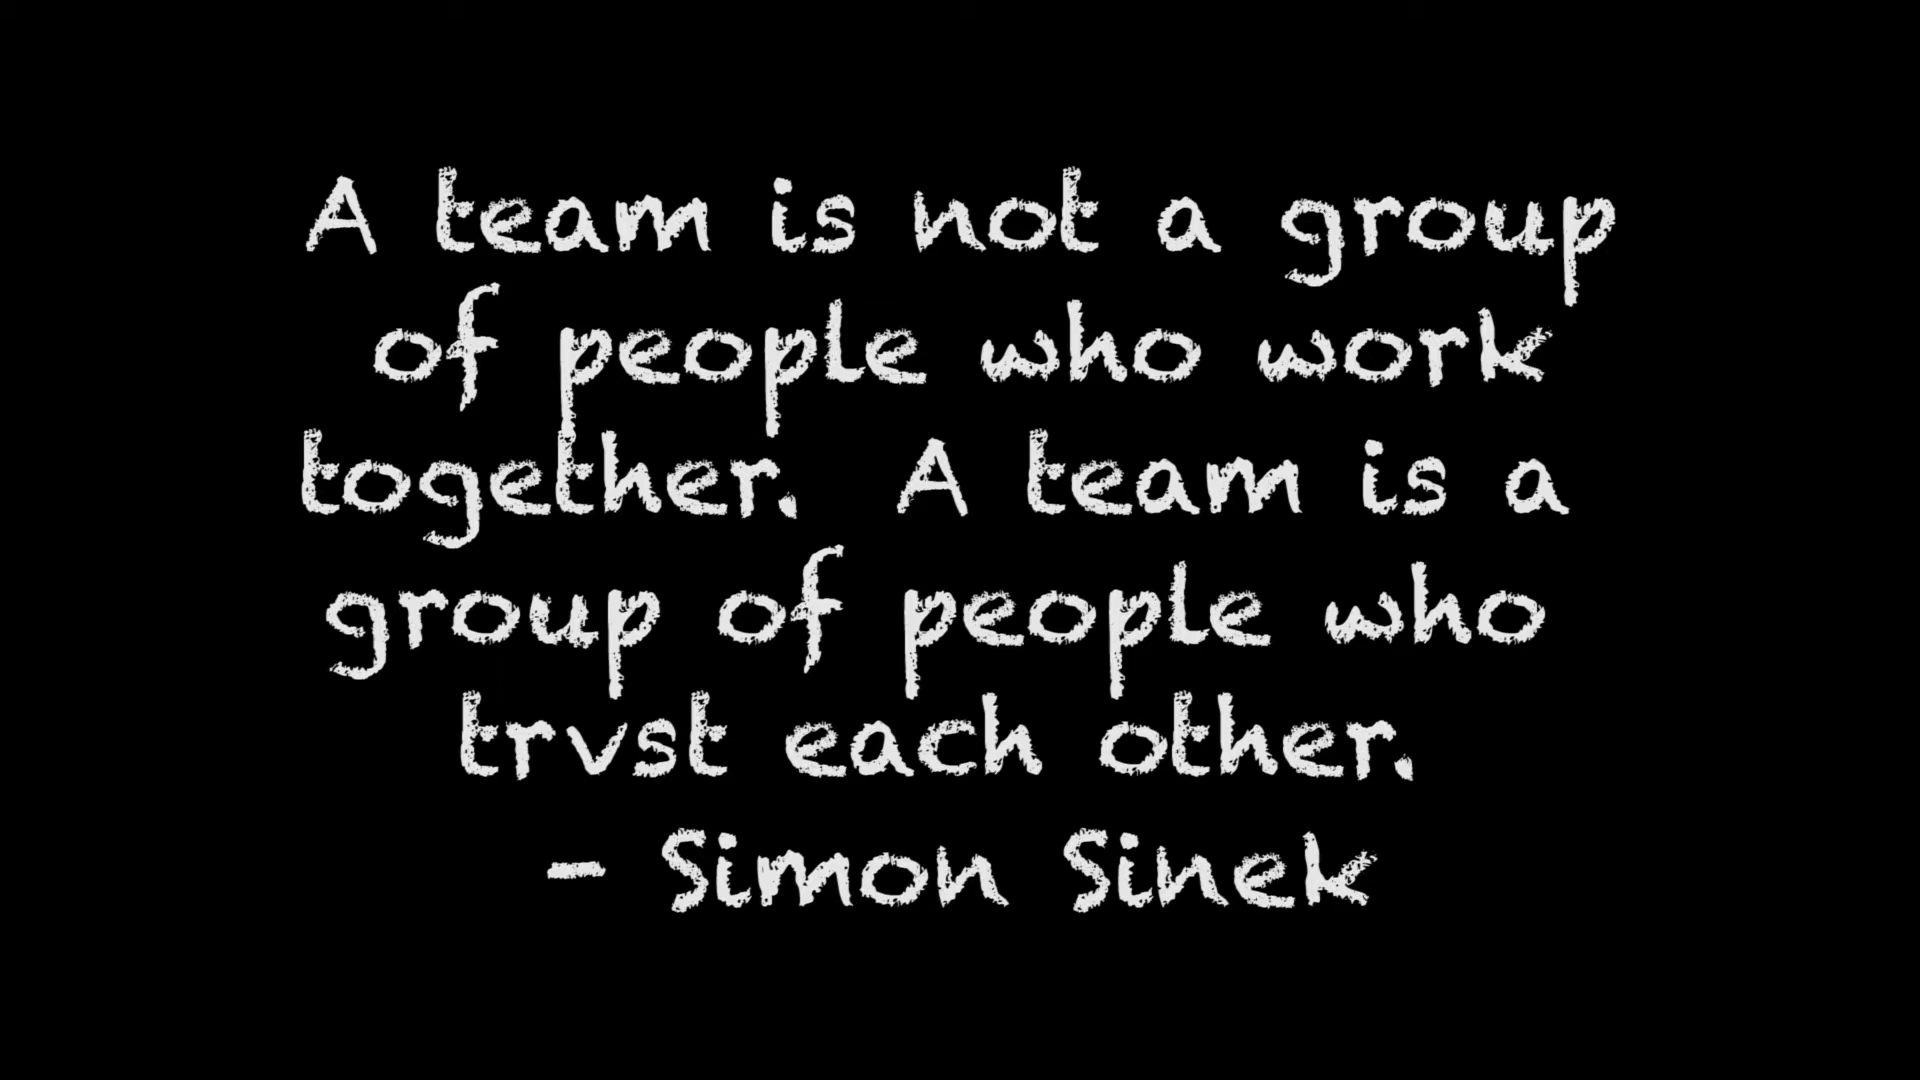 A team is not a group
of people who work
together.  A team is a
group of people who
trvst each other.
- Simon Sinek